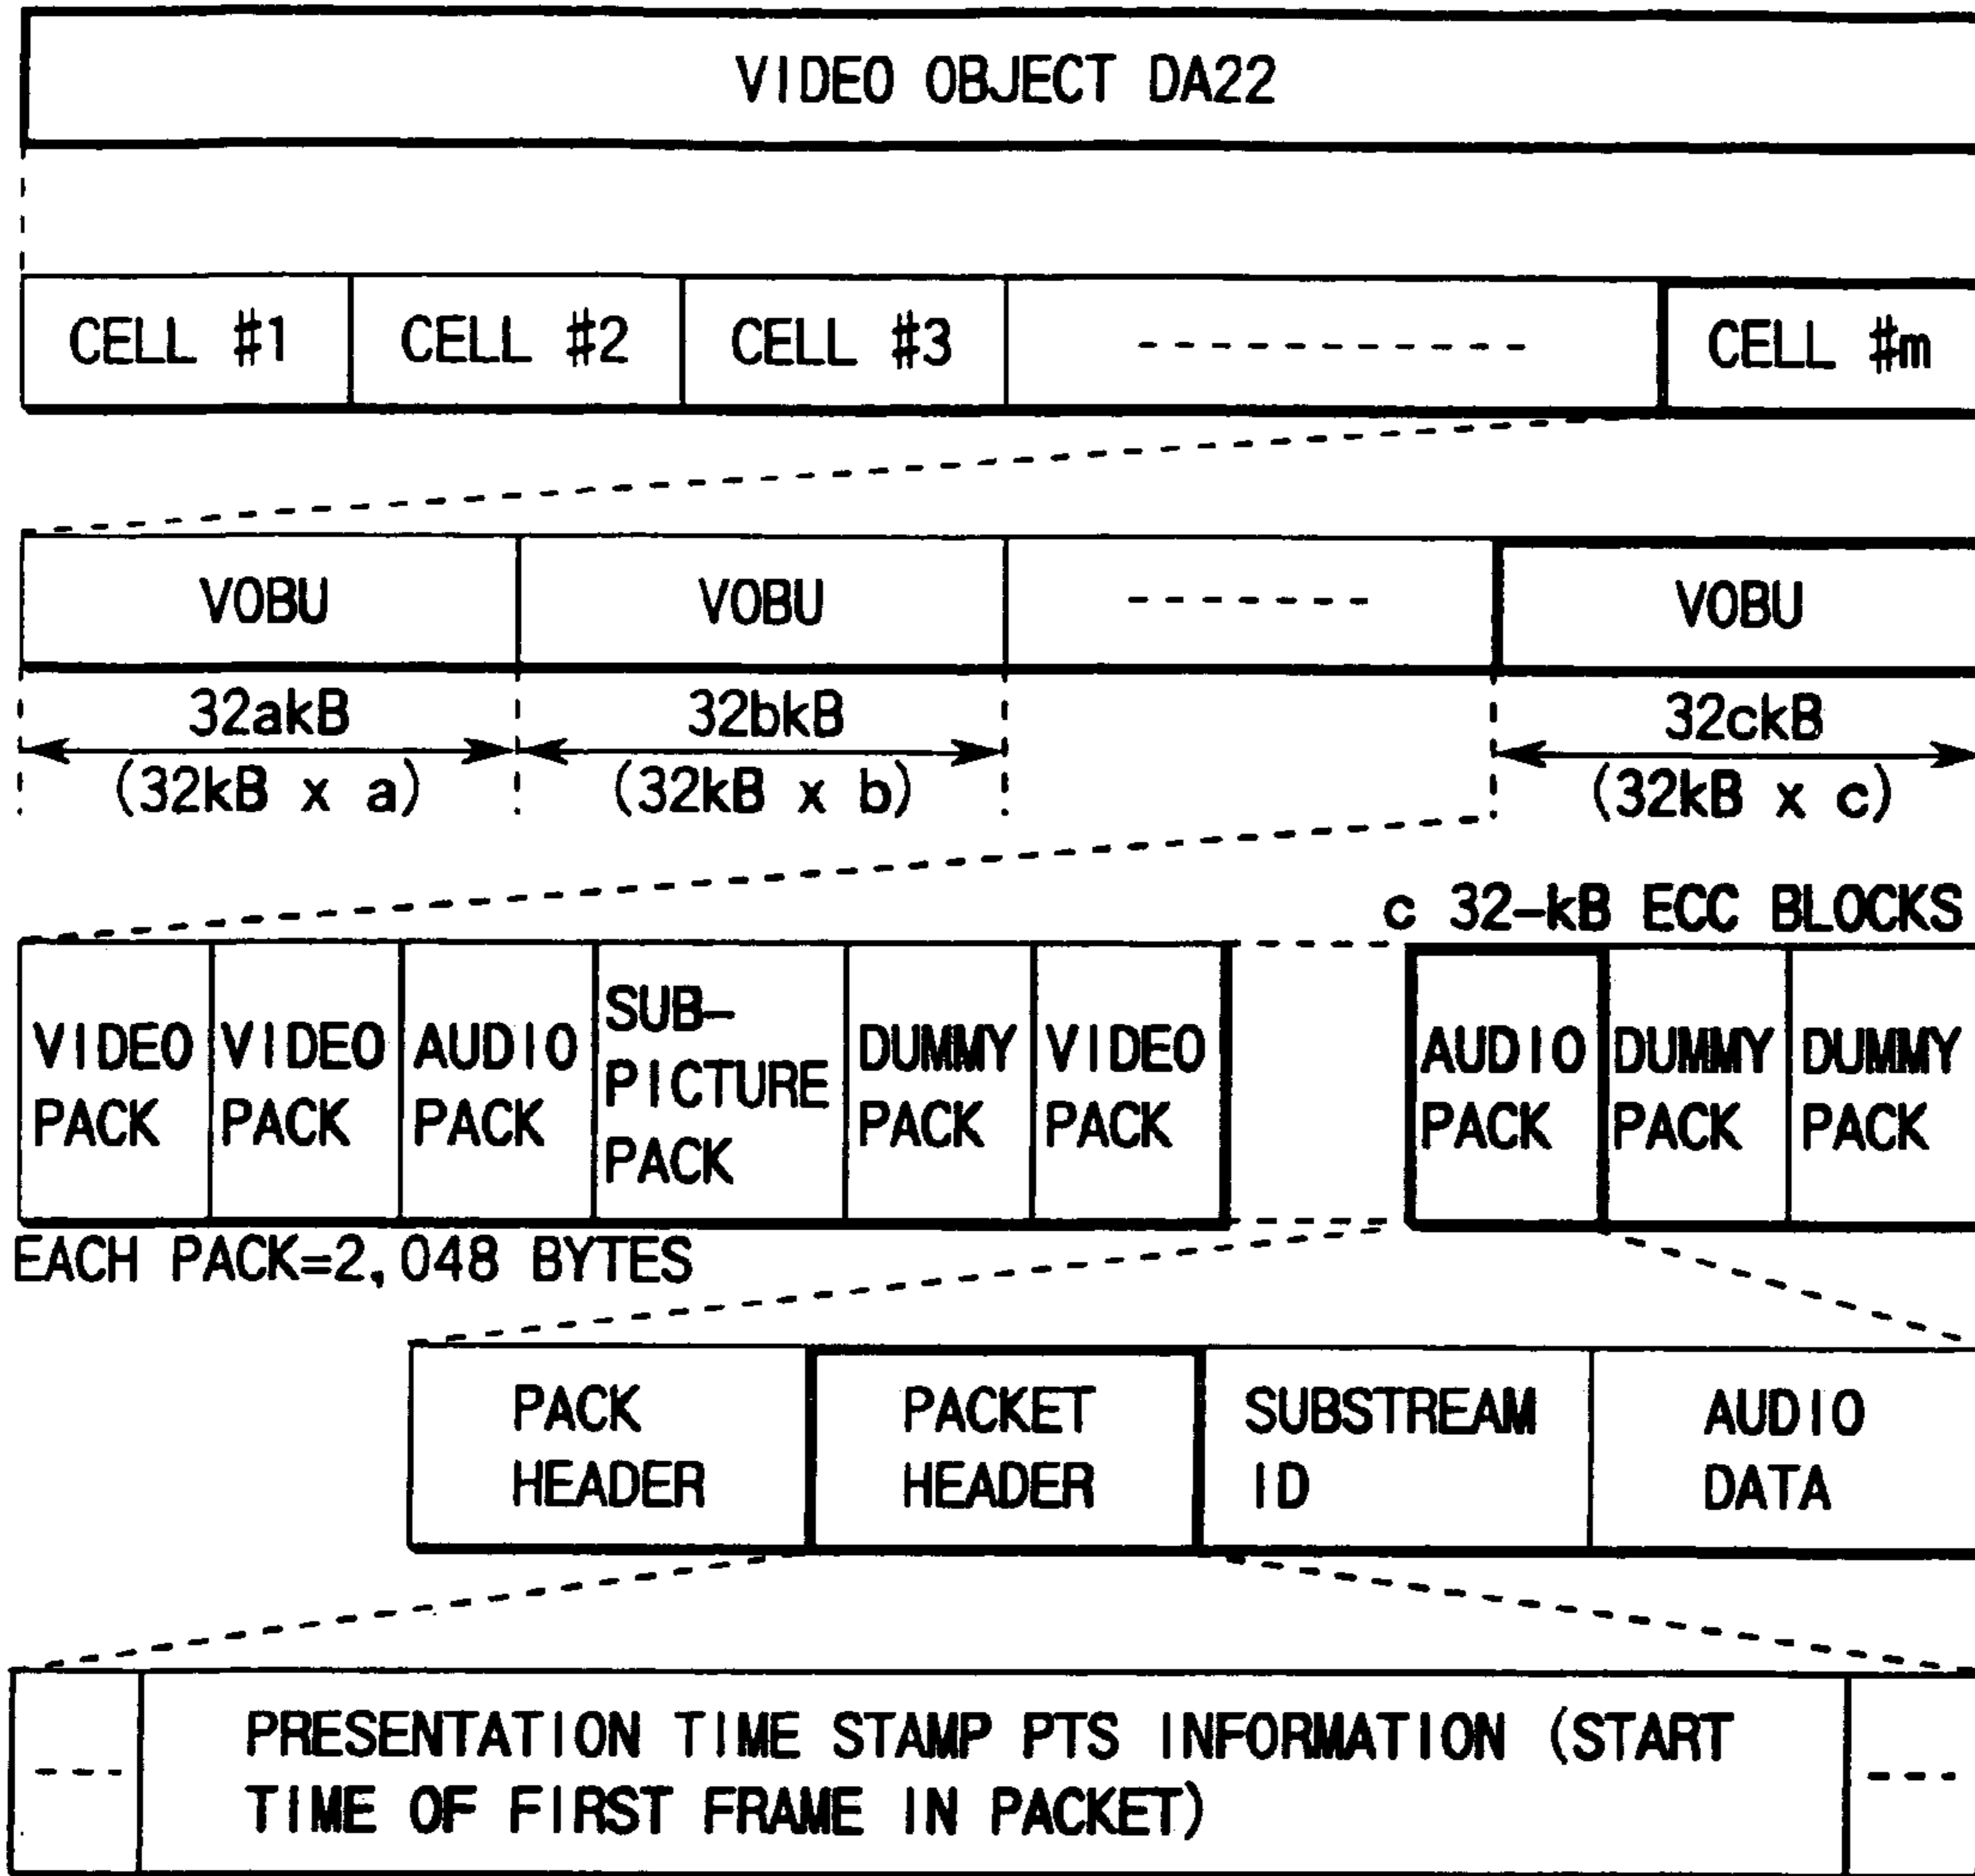 VIDEO OBJECT DA22
CELL #1 CELL #2 CELL #3 CELL #m
VOBU VOBU VOBU
32akB 32bkB 32ckB
(32kB x a) (32kB x b) (32kB x c)
c 32-kB ECC BLOCKS
VIDEO PACK
VIDEO PACK
AUDIO PACK
SUB-PICTURE PACK
DUMMY PACK
VIDEO PACK
AUDIO PACK
DUMMY PACK
DUMMY PACK
EACH PACK=2,048 BYTES
PACK HEADER
PACKET HEADER
SUBSTREAM ID
AUDIO DATA
PRESENTATION TIME STAMP PTS INFORMATION (START
TIME OF FIRST FRAME IN PACKET)